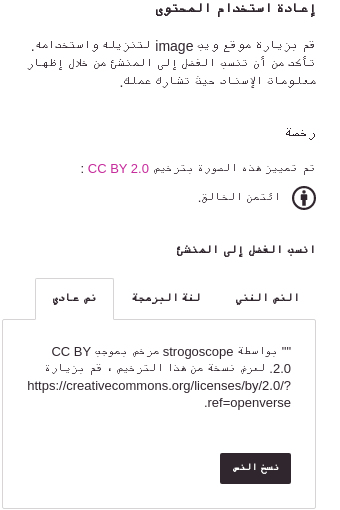 إعادة استخدام المحتوى
قم بزيارة موقع ويب image لتنزيله واستخدامه.
تأكد من أن تنسب الفضل إلى المنشئ من خلال إظهار
معلومات الإسناد حيث تشارك عملك.
رخصة
تم تمييز هذه الصورة بترخيص CC BY 2.0 :
ائتمن الخالق.
انسب الفضل إلى المنشئ
النص الغني
لغة البرمجة
نص عادي
"" بواسطة strogoscope مرخص بموجب CC BY
2.0. لعرض نسخة من هذا الترخيص ، قم بزيارة
https://creativecommons.org/licenses/by/2.0/?
ref=openverse.
نسخ النص